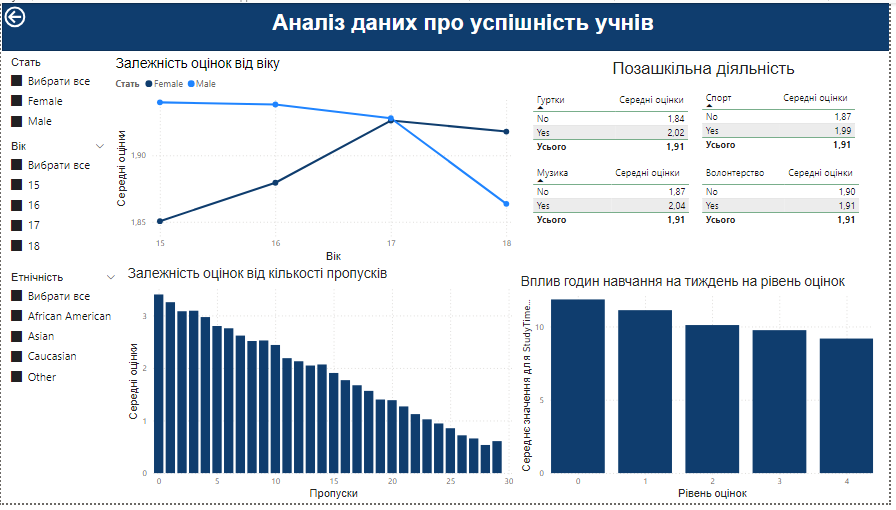 Аналіз даних про успішність учнів
Стать
Вибрати все
Female
Male
Вік
Вибрати все
15
16
17
18
Етнічність
Вибрати все
African American
Asian
Caucasian
Other
Залежність оцінок від віку
Стать Female Male
Середні оцінки
1,90
1,85
15 16 17 18
Вік
Позашкільна діяльність
Гуртки Середні оцінки
No 1,84
Yes 2,02
Усього 1,91
Спорт Середні оцінки
No 1,87
Yes 1,99
Усього 1,91
Музика Середні оцінки
No 1,87
Yes 2,04
Усього 1,91
Волонтерство Середні оцінки
No 1,90
Yes 1,91
Усього 1,91
Залежність оцінок від кількості пропусків
Середні оцінки
3
2
1
0
0 5 10 15 20 25 30
Пропуски
Вплив годин навчання на тиждень на рівень оцінок
Середнє значення для StudyTime...
10
5
0
0 1 2 3 4
Рівень оцінок